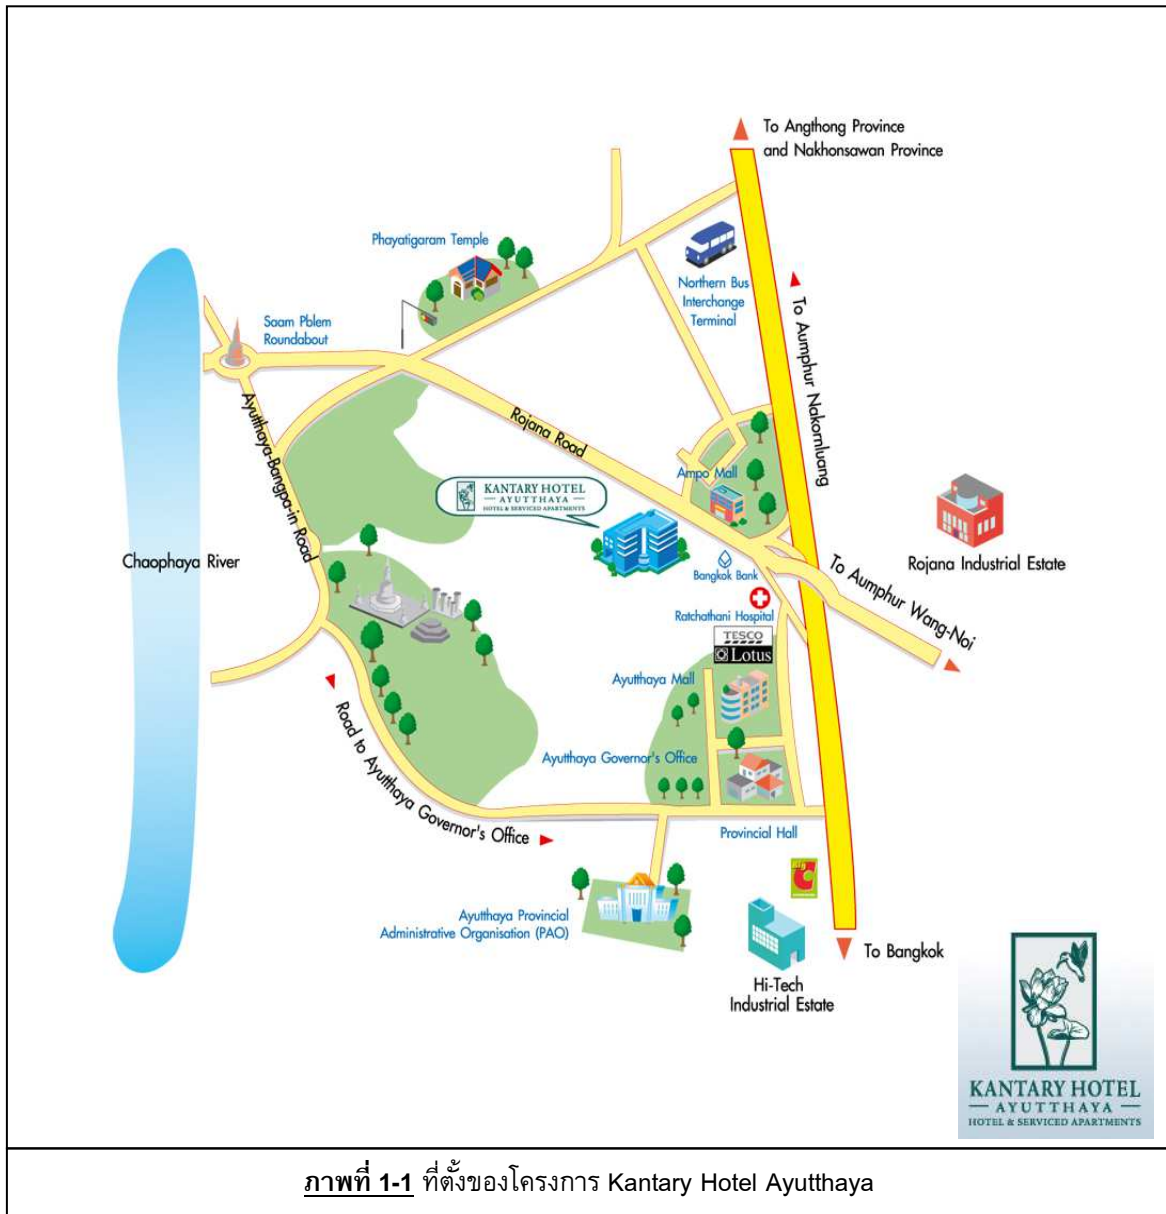 To Angthong Province
and Nakhonsawan Province
Phayatigaram Temple
Northern Bus
Interchange
Terminal
To Aumphur Nakornluang
Saam Pblem
Roundabout
Ayutthaya-Bangpa-in Road
Rojana Road
Ampo Mall
KANTARY HOTEL
AYUTTHAYA
HOTEL & SERVICED APARTMENTS
Chaophaya River
Bangkok Bank
Rojana Industrial Estate
To Aumphur Wang-Noi
Ratchathani Hospital
TESCO
Lotus
Ayutthaya Mall
Road to Ayutthaya Governor's Office
Ayutthaya Governor's Office
Provincial Hall
Big
C
Ayutthaya Provincial
Administrative Organisation (PAO)
To Bangkok
Hi-Tech
Industrial Estate
KANTARY HOTEL
AYUTTHAYA
HOTEL & SERVICED APARTMENTS
ภาพที่ 1-1 ที่ตั้งของโครงการ Kantary Hotel Ayutthaya